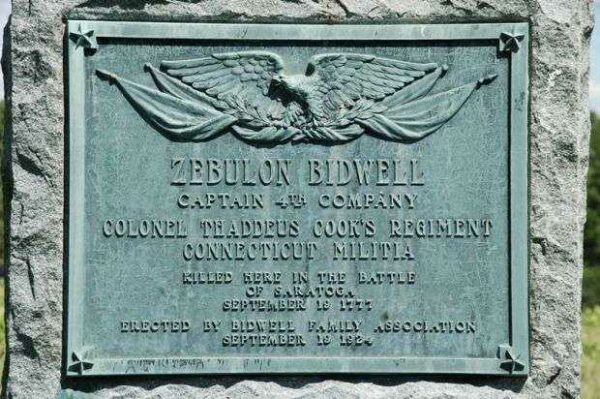 ZEBULON BIDWELL
CAPTAIN 4TH COMPANY
COLONEL THADDEUS COOK'S REGIMENT
CONNECTICUT MILITIA
KILLED HERE IN THE BATTLE
OF SARATOGA
SEPTEMBER 19 1777
ERECTED BY BIDWELL FAMILY ASSOCIATION
SEPTEMBER 19 1924